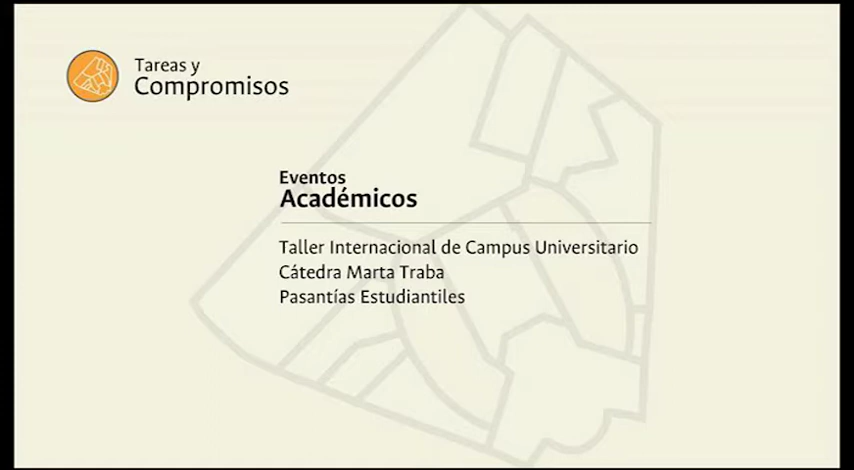 Tareas y
Compromisos
Eventos
Académicos
Taller Internacional de Campus Universitario
Cátedra Marta Traba
Pasantías Estudiantiles